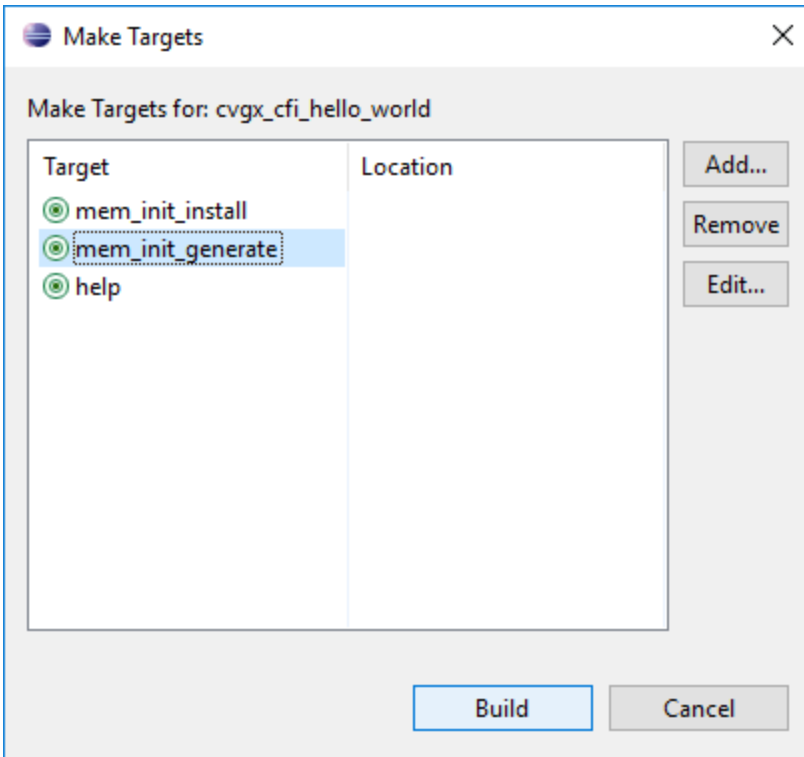 Make Targets
Make Targets for: cvgx_cfi_hello_world
Target Location
mem_init_install
mem_init_generate
help
Add...
Remove
Edit...
Build Cancel